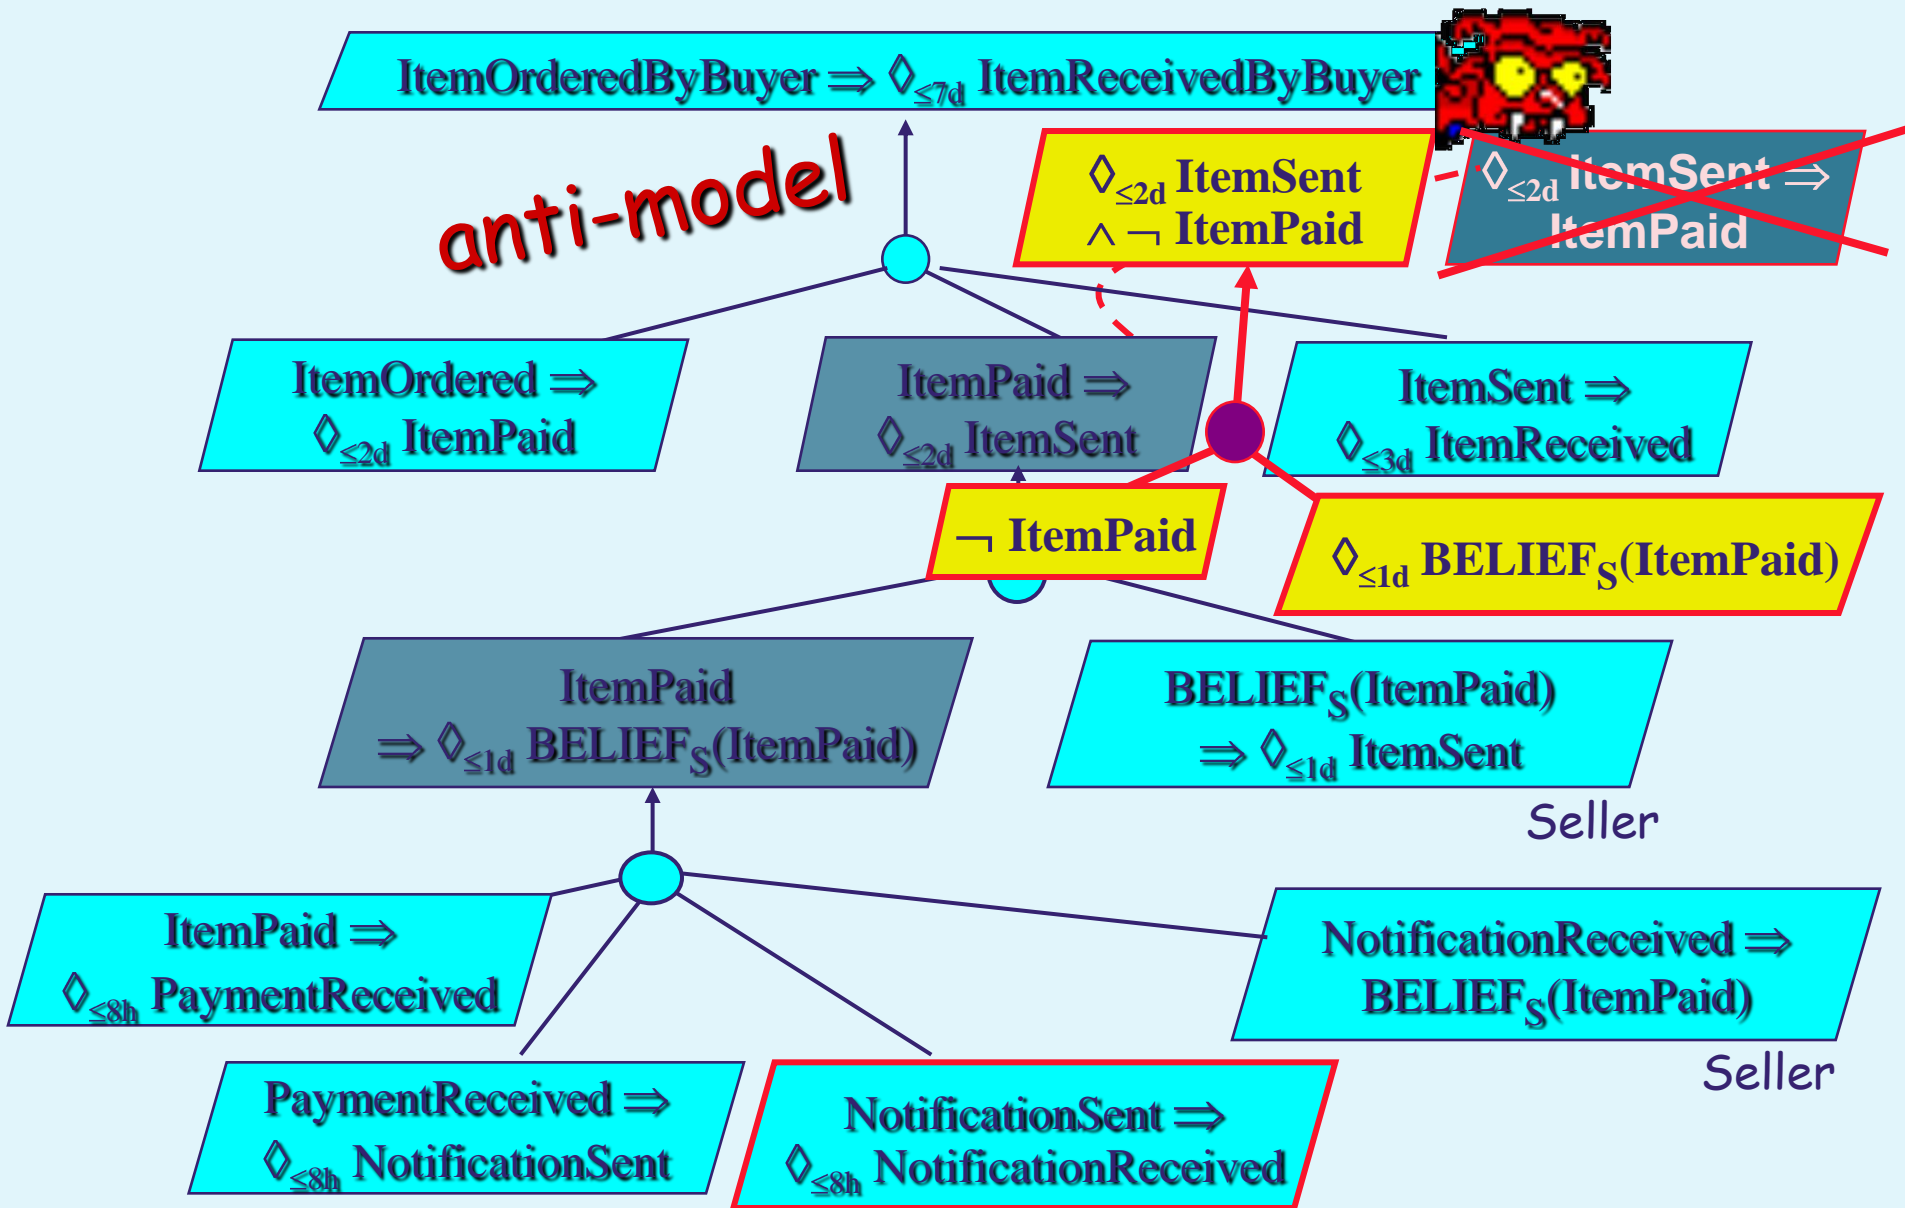 ItemOrderedByBuyer ⇒ ◊≤7d ItemReceivedByBuyer
anti-model
◊≤2d ItemSent
∧ ¬ ItemPaid
◊≤2d ItemSent ⇒
ItemPaid
ItemOrdered ⇒
◊≤2d ItemPaid
ItemPaid ⇒
◊≤2d ItemSent
ItemSent ⇒
◊≤3d ItemReceived
¬ ItemPaid
◊≤1d BELIEFS(ItemPaid)
ItemPaid
⇒ ◊≤1d BELIEFS(ItemPaid)
BELIEFS(ItemPaid)
⇒ ◊≤1d ItemSent
Seller
ItemPaid ⇒
◊≤8h PaymentReceived
NotificationReceived ⇒
BELIEFS(ItemPaid)
Seller
PaymentReceived ⇒
◊≤8h NotificationSent
NotificationSent ⇒
◊≤8h NotificationReceived